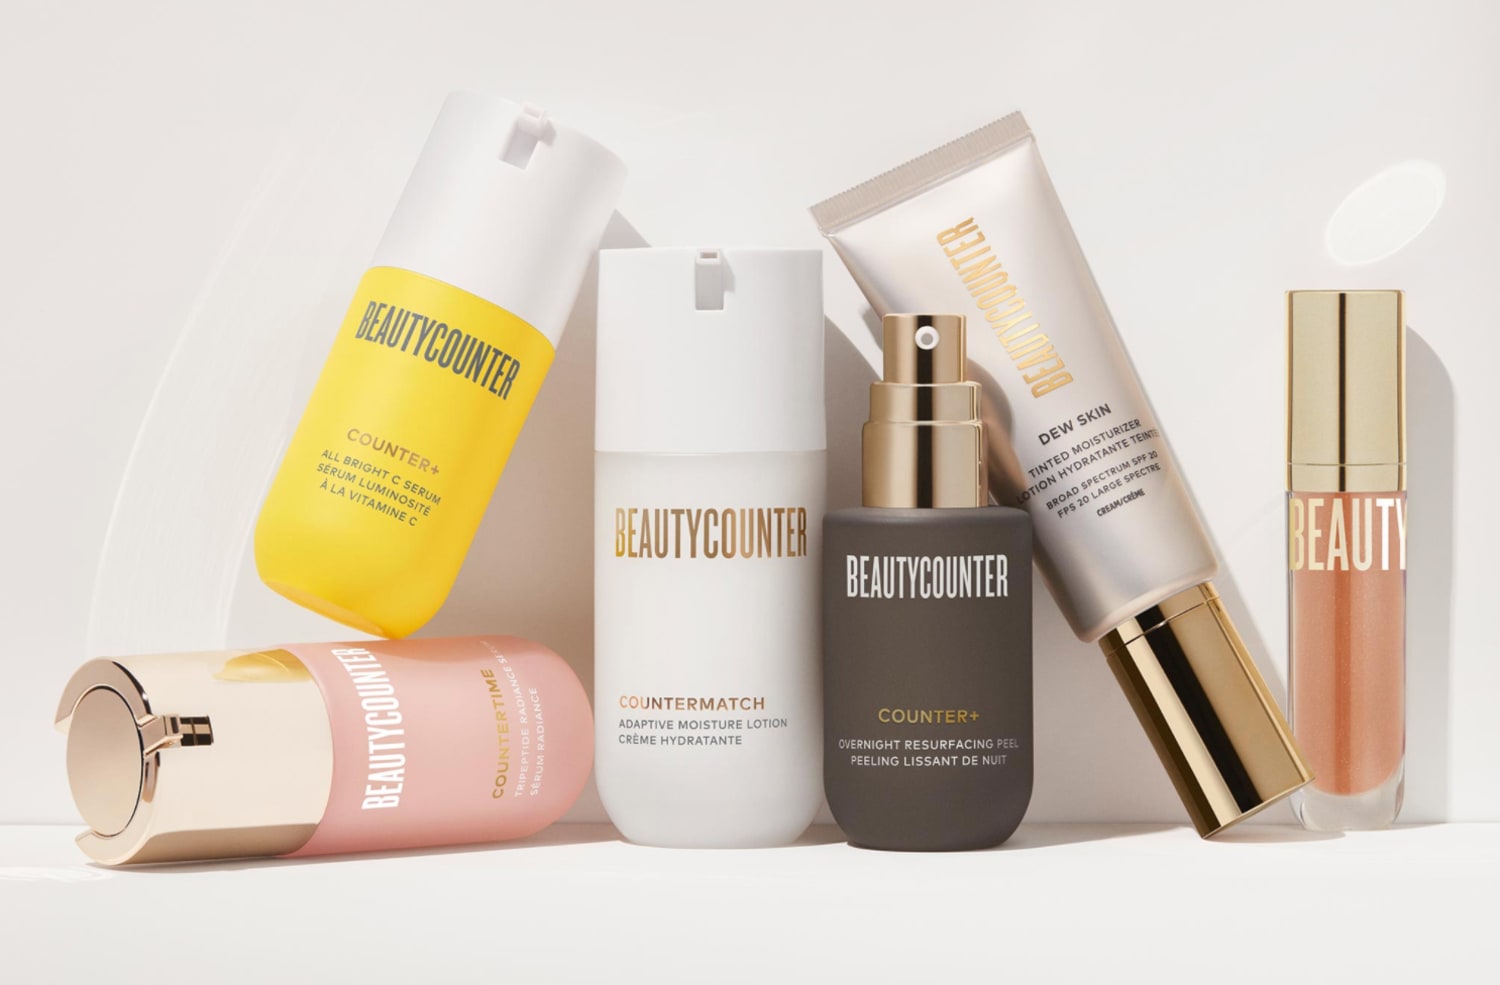 BEAUTYCOUNTER
COUNTER+
ALL BRIGHT C SERUM
SÉRUM LUMINOSITÉ
À LA VITAMINE C
BEAUTYCOUNTER
COUNTERTIME
TRIPEPTIDE RADIANCE
SÉRUM RADIANCE
BEAUTYCOUNTER
COUNTERMATCH
ADAPTIVE MOISTURE LOTION
CRÈME HYDRATANTE
BEAUTYCOUNTER
COUNTER+
OVERNIGHT RESURFACING PEEL
PEELING LISSANT DE NUIT
BEAUTYCOUNTER
DEW SKIN
TINTED MOISTURIZER
LOTION HYDRATANTE TEINTÉE
BROAD SPECTRUM SPF 20
FPS 20 LARGE SPECTRE
CREAM/CRÈME
BEAUTY